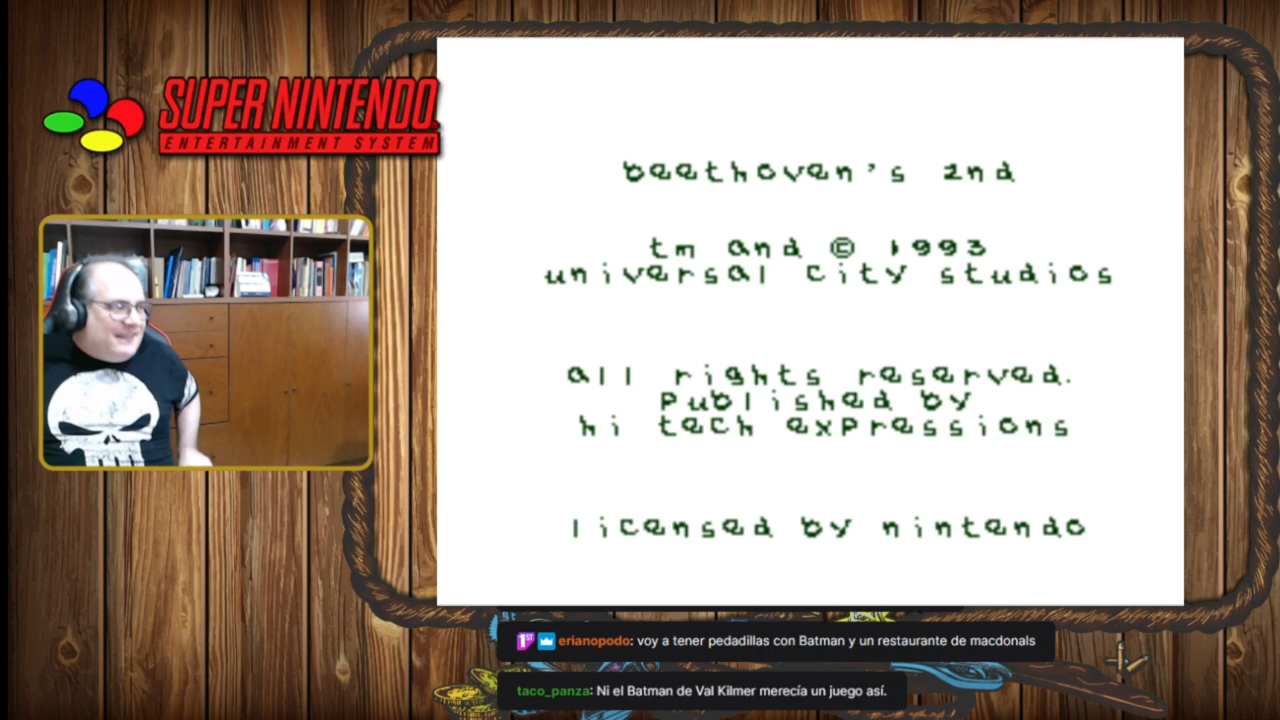 SUPER NINTENDO
ENTERTAINMENT SYSTEM
beethoven's 2nd
tm and © 1993
universal city studios
all rights reserved.
published by
hi tech expressions
licensed by nintendo
1ST erianopodo: voy a tener pedadillas con Batman y un restaurante de macdonals
taco_panza: Ni el Batman de Val Kilmer merecía un juego así.